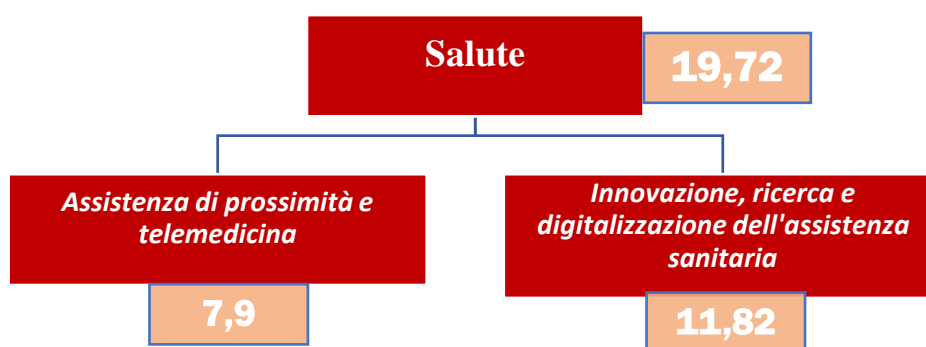 Salute
19,72
Assistenza di prossimità e
telemedicina
7,9
Innovazione, ricerca e
digitalizzazione dell'assistenza
sanitaria
11,82